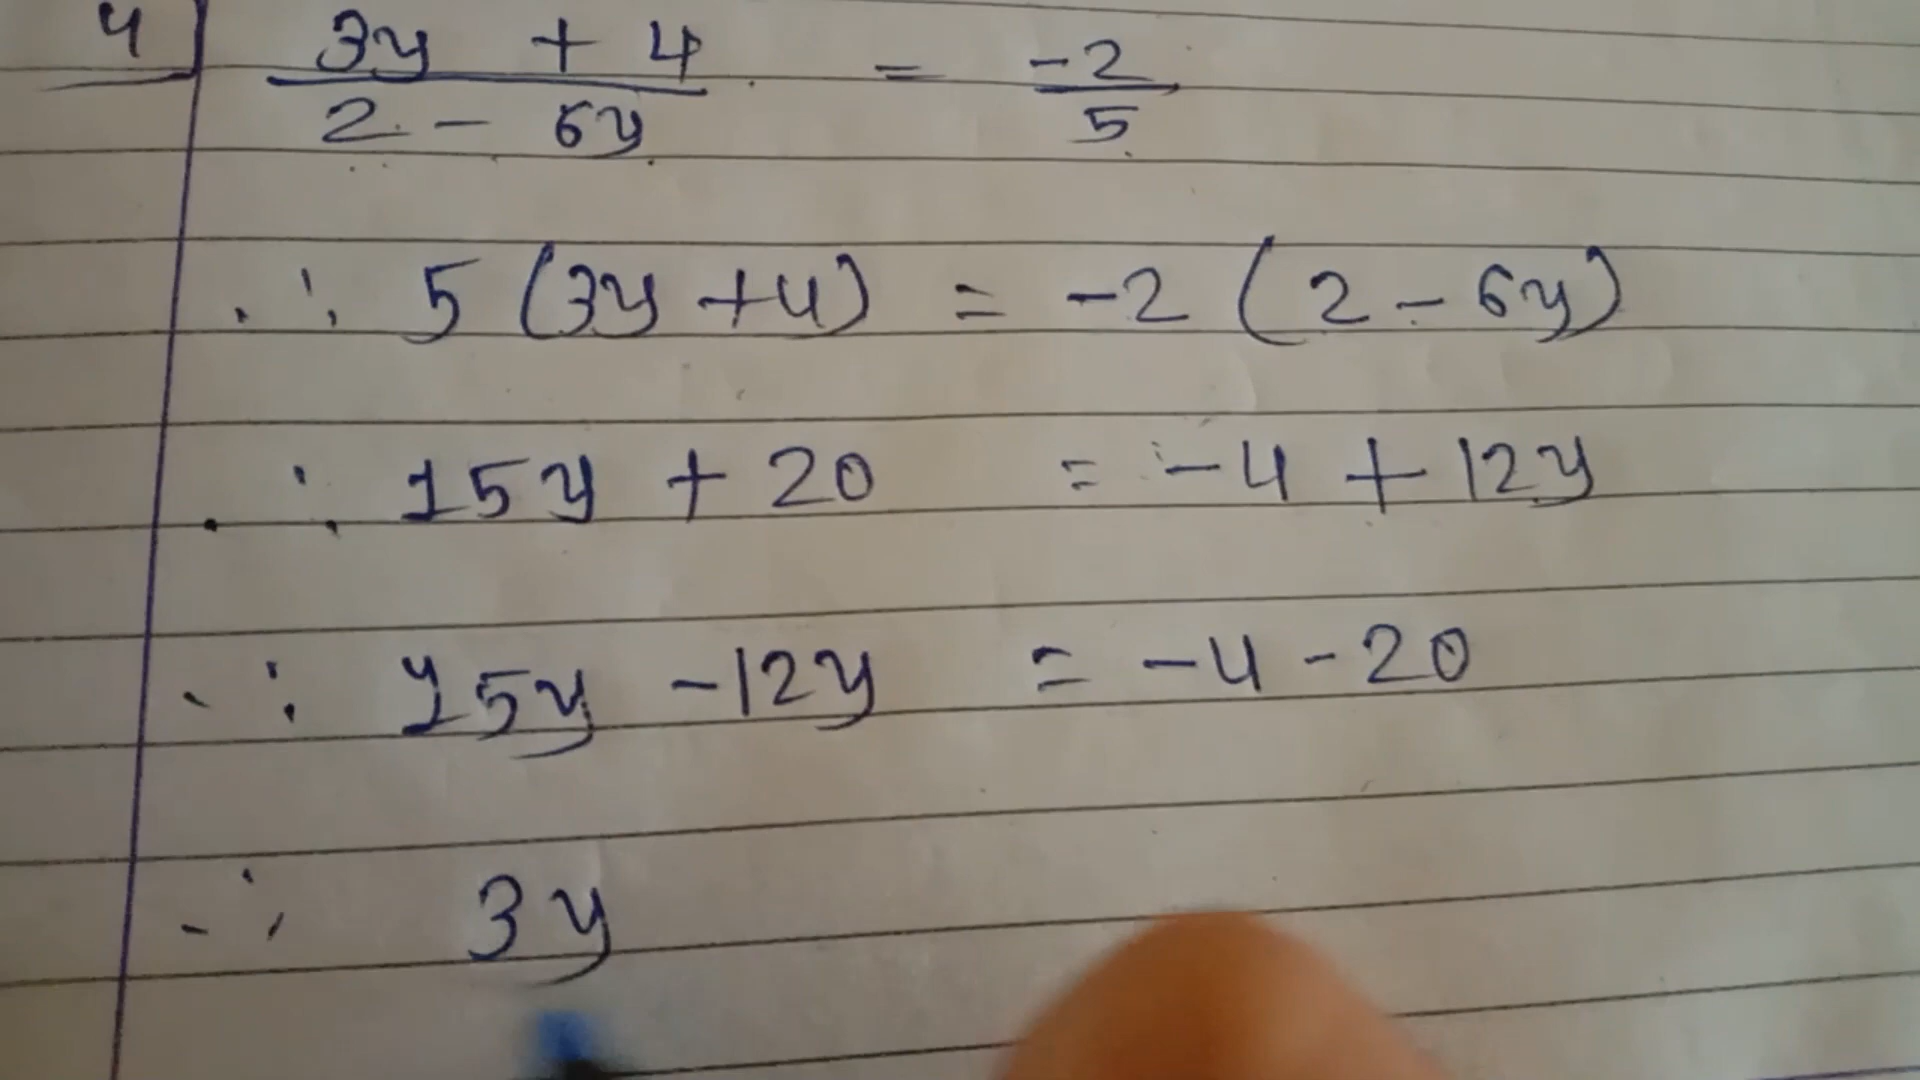 4 (3y + 4)/(2 - 6y) = -2/5
∴ 5 (3y + 4) = -2 (2 - 6y)
∴ 15y + 20 = -4 + 12y
∴ 15y - 12y = -4 - 20
∴ 3y